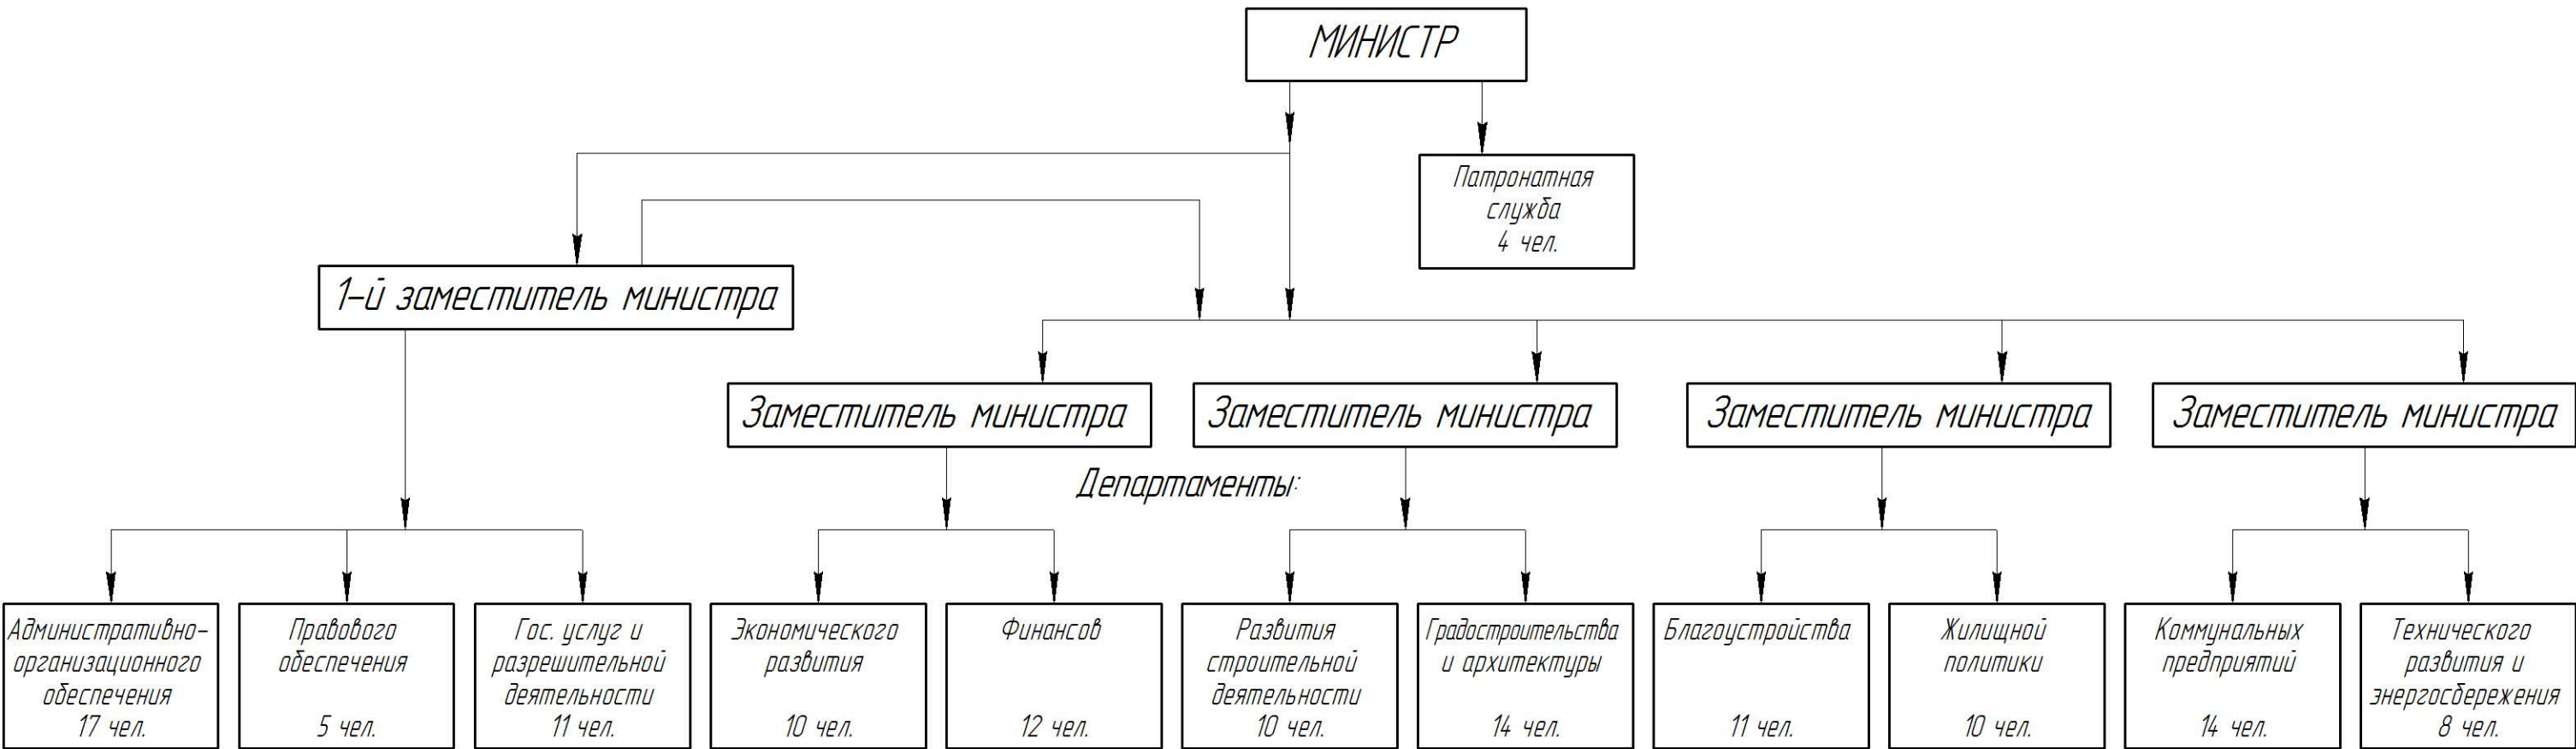 МИНИСТР
Патронатная
служба
4 чел.
1-й заместитель министра
Заместитель министра
Заместитель министра
Заместитель министра
Заместитель министра
Департаменты:
Административно-
организационного
обеспечения
17 чел.
Правового
обеспечения
5 чел.
Гос. услуг и
разрешительной
деятельности
11 чел.
Экономического
развития
10 чел.
Финансов
12 чел.
Развития
строительной
деятельности
10 чел.
Градостроительства
и архитектуры
14 чел.
Благоустройства
11 чел.
Жилищной
политики
10 чел.
Коммунальных
предприятий
14 чел.
Технического
развития и
энергосбережения
8 чел.